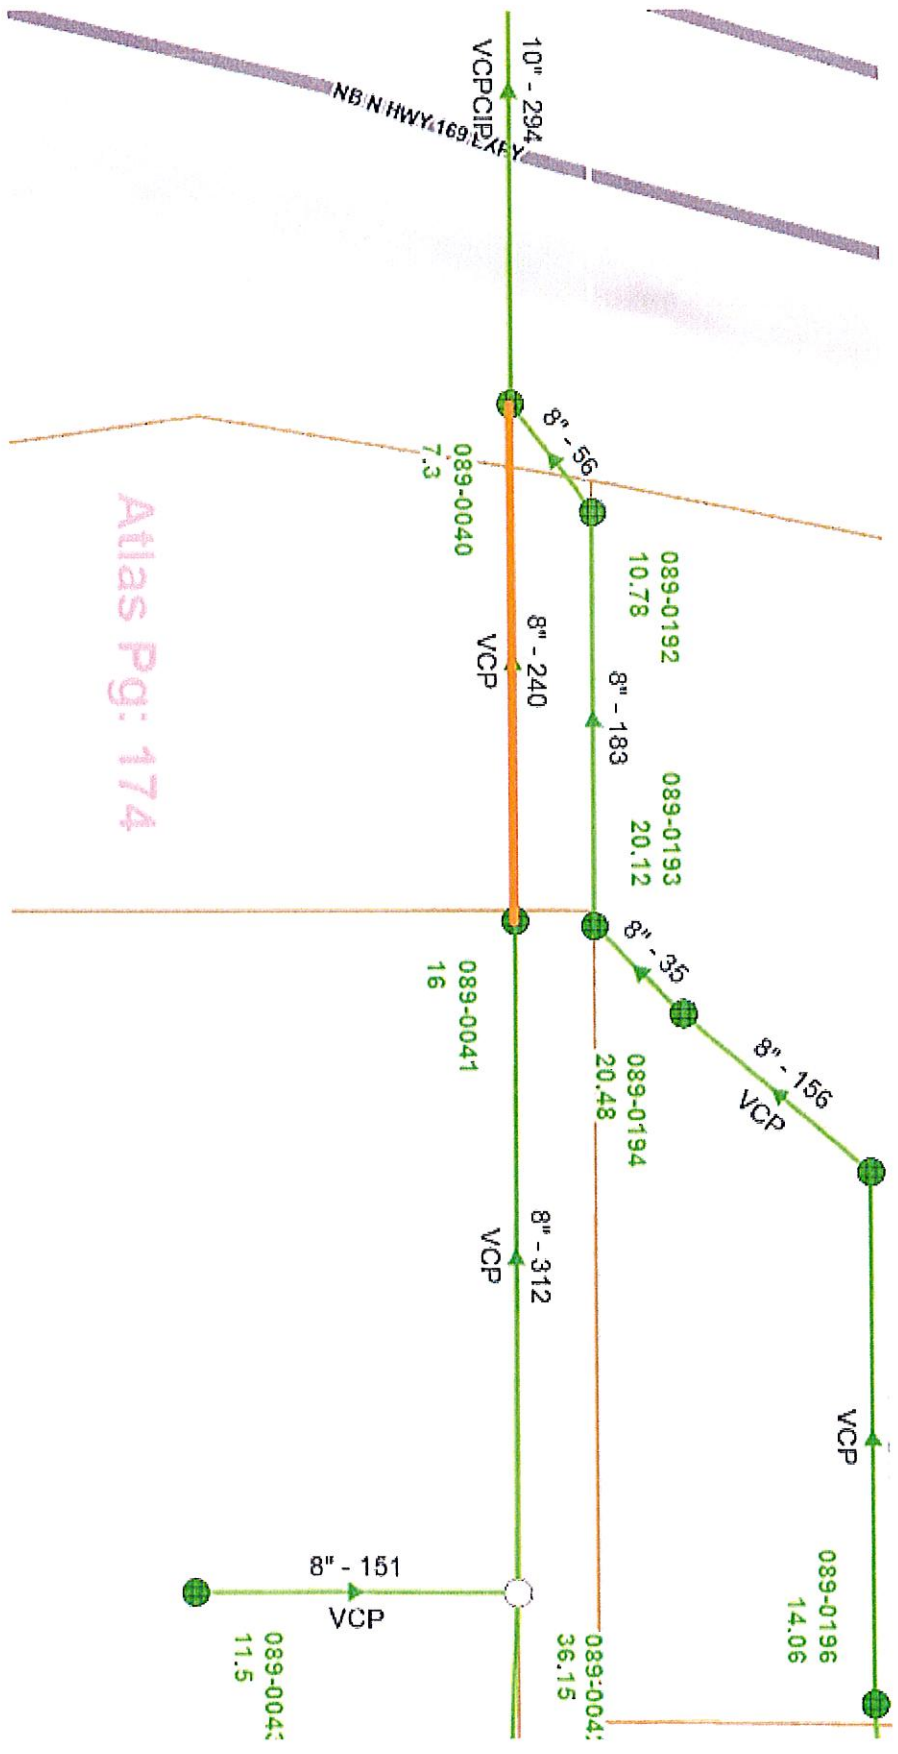 10" - 294
VCPCIP
NB N HWY 169 EXPY
8" - 56
089-0040
7.3
089-0192
10.78
Atlas Pg: 174
8" - 240
VCP
8" - 183
089-0193
20.12
8" - 35
089-0041
16
089-0194
20.48
8" - 156
VCP
8" - 312
VCP
VCP
089-0196
14.06
8" - 151
VCP
36.15
11.5